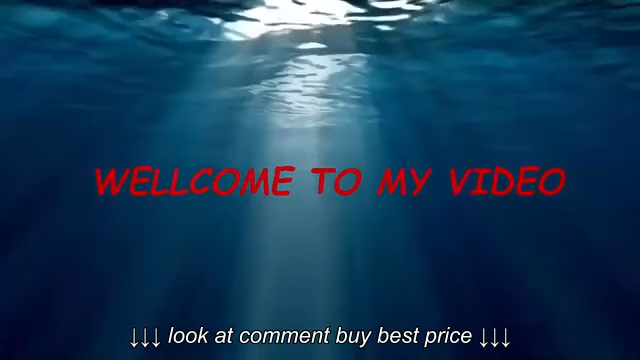 WELLCOME TO MY VIDEO
↓↓↓ look at comment buy best price ↓↓↓